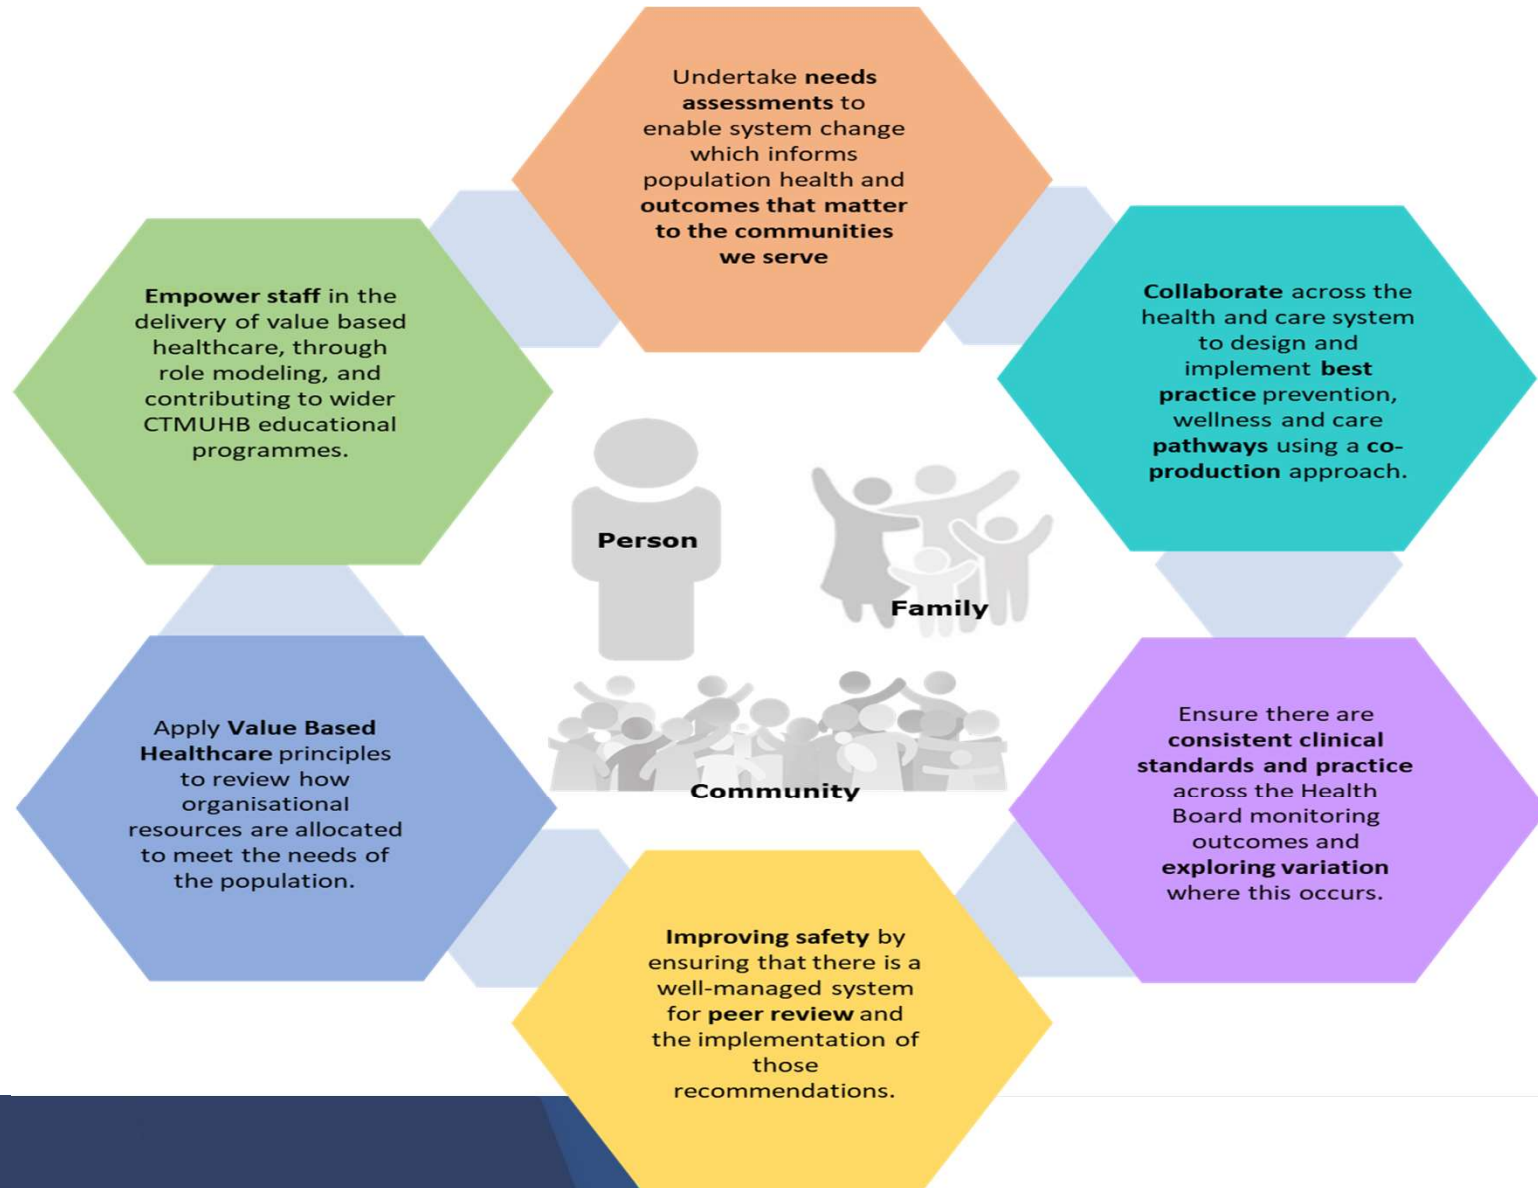 Undertake needs
assessments to
enable system change
which informs
population health and
outcomes that matter
to the communities
we serve
Collaborate across the
health and care system
to design and
implement best
practice prevention,
wellness and care
pathways using a co-
production approach.
Ensure there are
consistent clinical
standards and practice
across the Health
Board monitoring
outcomes and
exploring variation
where this occurs.
Improving safety by
ensuring that there is a
well-managed system
for peer review and
the implementation of
those
recommendations.
Apply Value Based
Healthcare principles
to review how
organisational
resources are allocated
to meet the needs of
the population.
Empower staff in the
delivery of value based
healthcare, through
role modeling, and
contributing to wider
CTMUHB educational
programmes.
Person
Family
Community